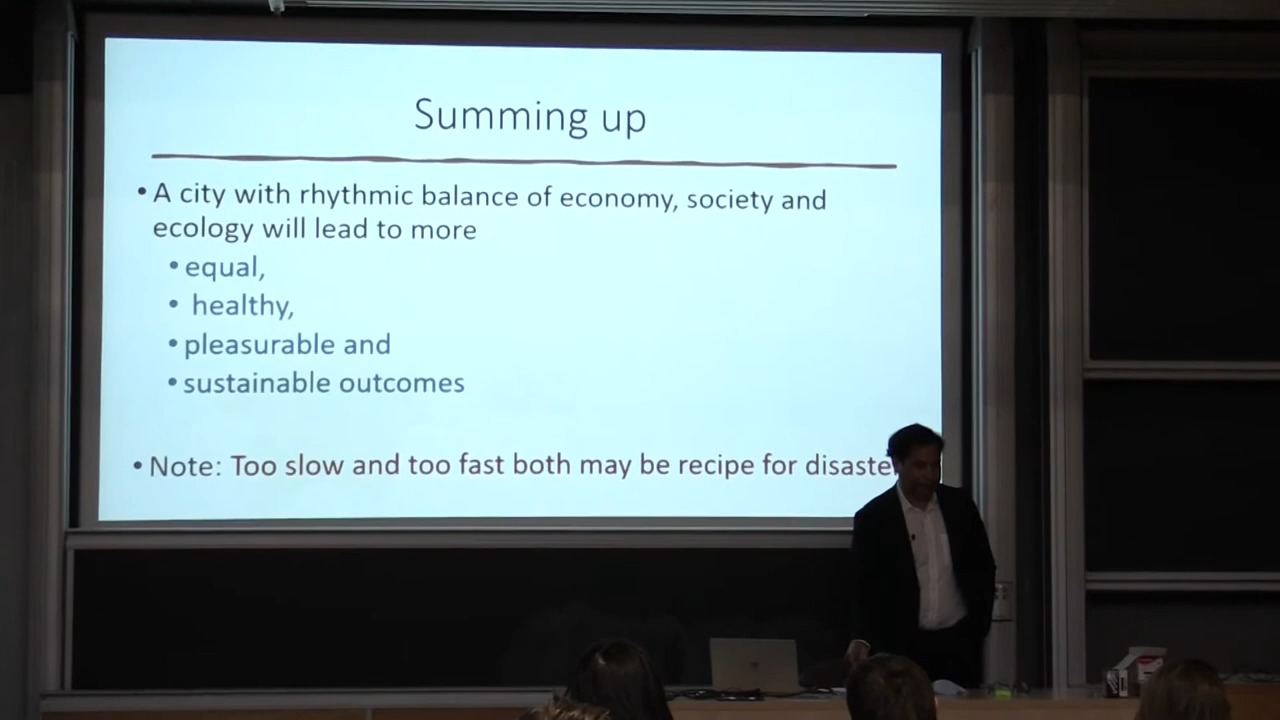 Summing up
• A city with rhythmic balance of economy, society and
ecology will lead to more
• equal,
• healthy,
• pleasurable and
• sustainable outcomes
• Note: Too slow and too fast both may be recipe for